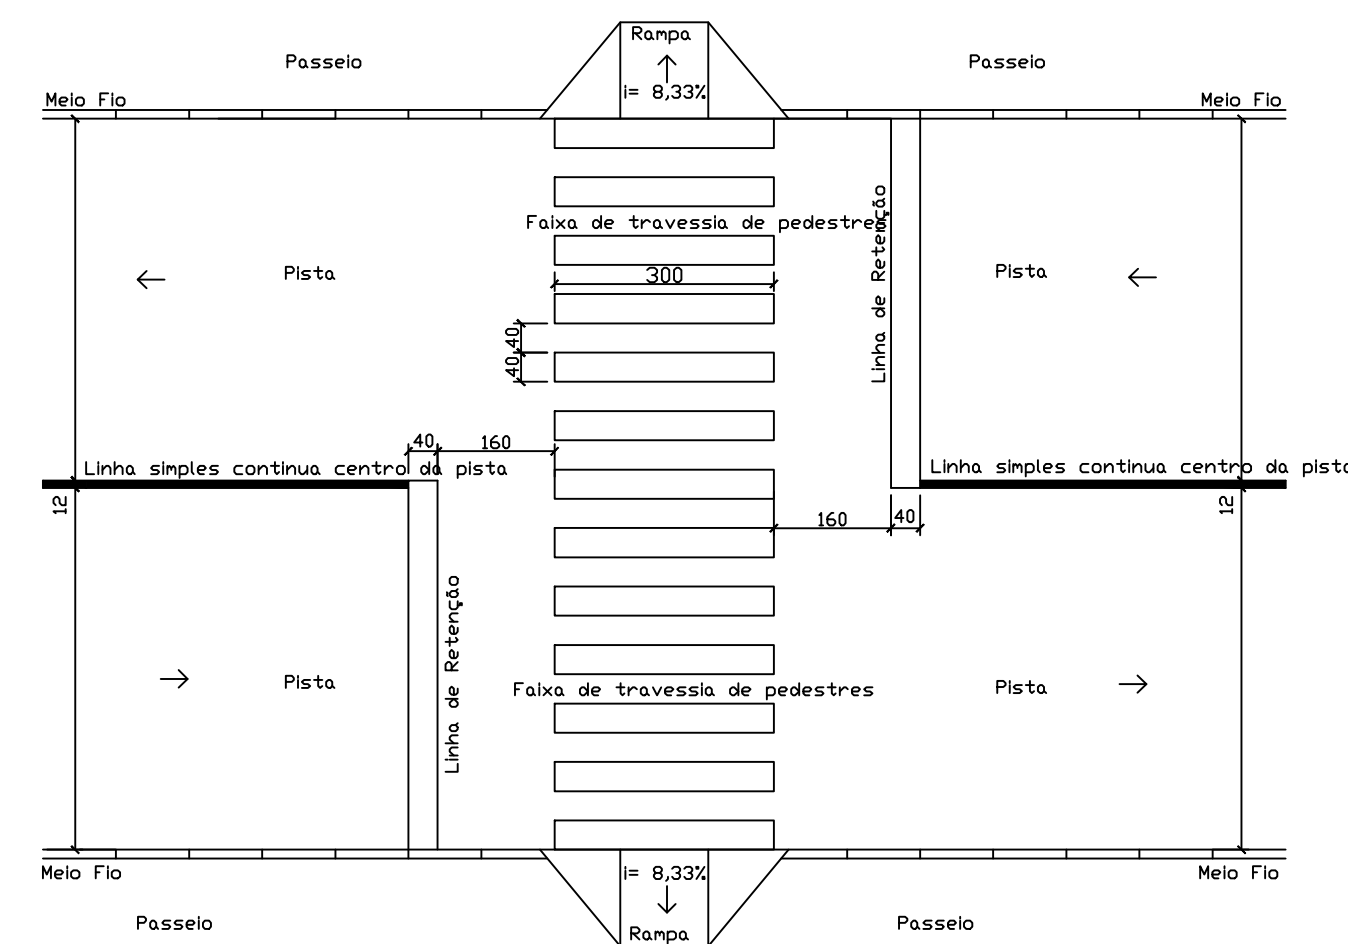 Rampa
Passeio
Passeio
i= 8,33%
Meio Fio
Meio Fio
Faixa de travessia de pedestres
Linha de Retenção
Pista
300
Pista
40
40
40
160
Linha simples continua centro da pista
Linha simples continua centro da pista
12
12
160
40
Linha de Retenção
Pista
Faixa de travessia de pedestres
Pista
Meio Fio
i= 8,33%
Meio Fio
Passeio
Rampa
Passeio